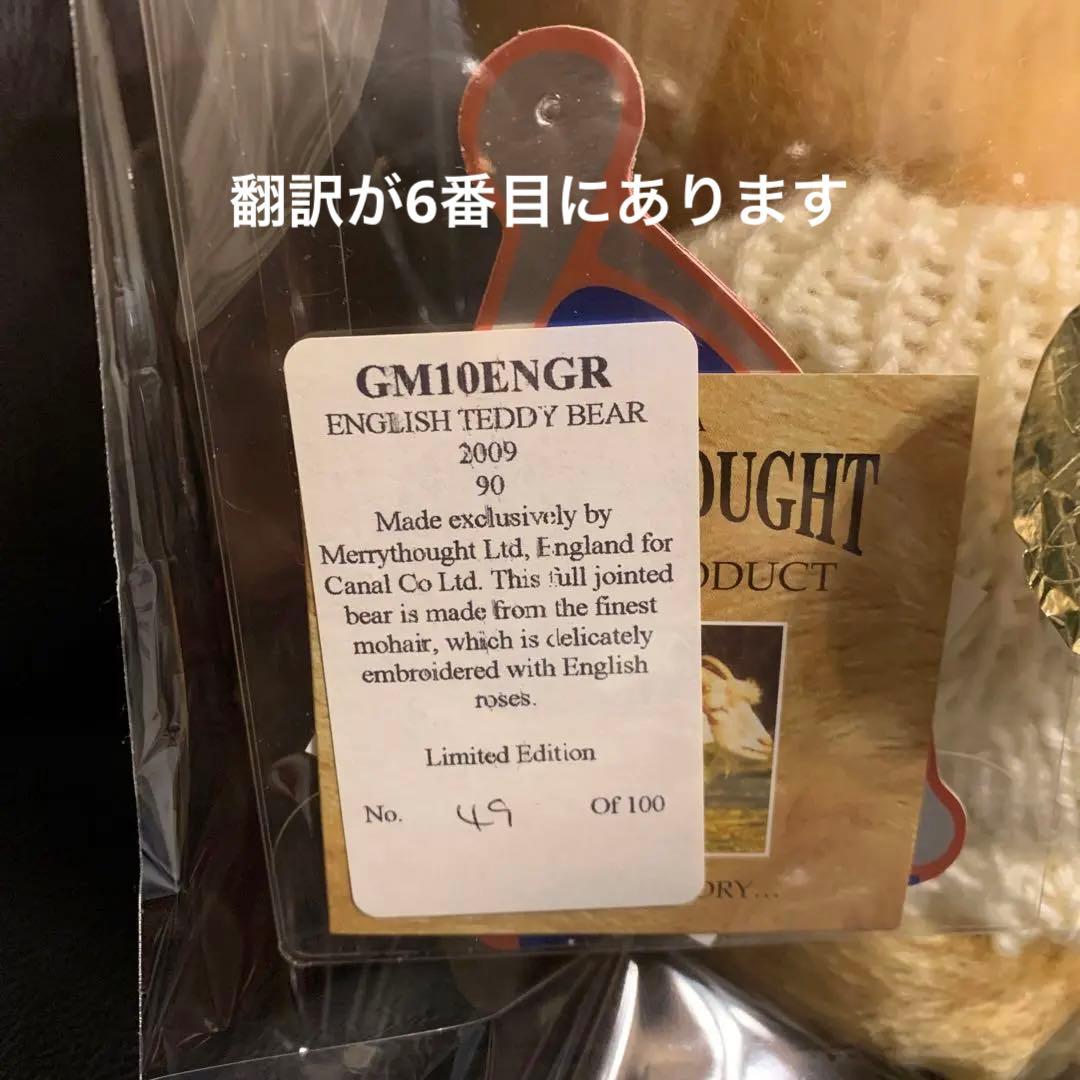 翻訳が6番目にあります
GM10ENGR
ENGLISH TEDDY BEAR
2009
90
Made exclusively by
Merrythought Ltd, England for
Canal Co Ltd. This full jointed
bear is made from the finest
mohair, which is delicately
embroidered with English
roses.
Limited Edition
No. 49 Of 100
A
OUGHT
ODUCT
ORY...